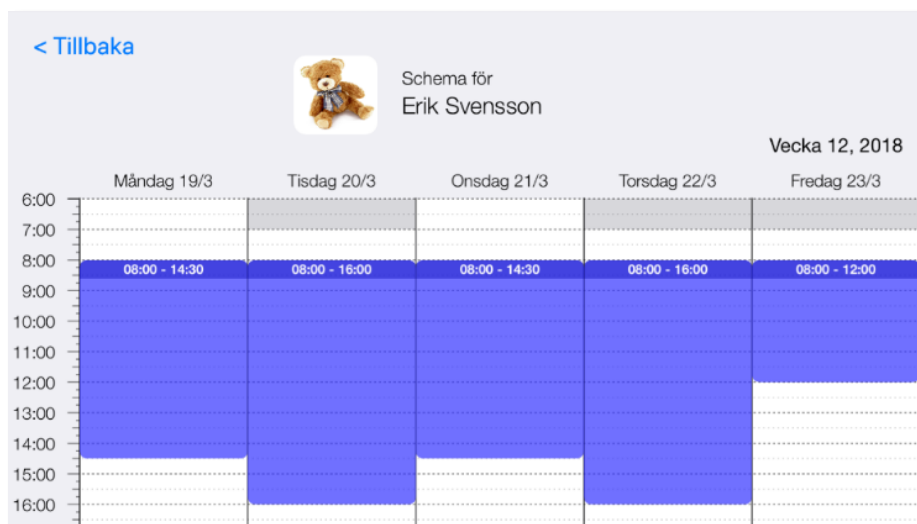 < Tillbaka
Schema för
Erik Svensson
Vecka 12, 2018
Måndag 19/3 Tisdag 20/3 Onsdag 21/3 Torsdag 22/3 Fredag 23/3
6:00
7:00
8:00
08:00 - 14:30 08:00 - 16:00 08:00 - 14:30 08:00 - 16:00 08:00 - 12:00
9:00
10:00
11:00
12:00
13:00
14:00
15:00
16:00